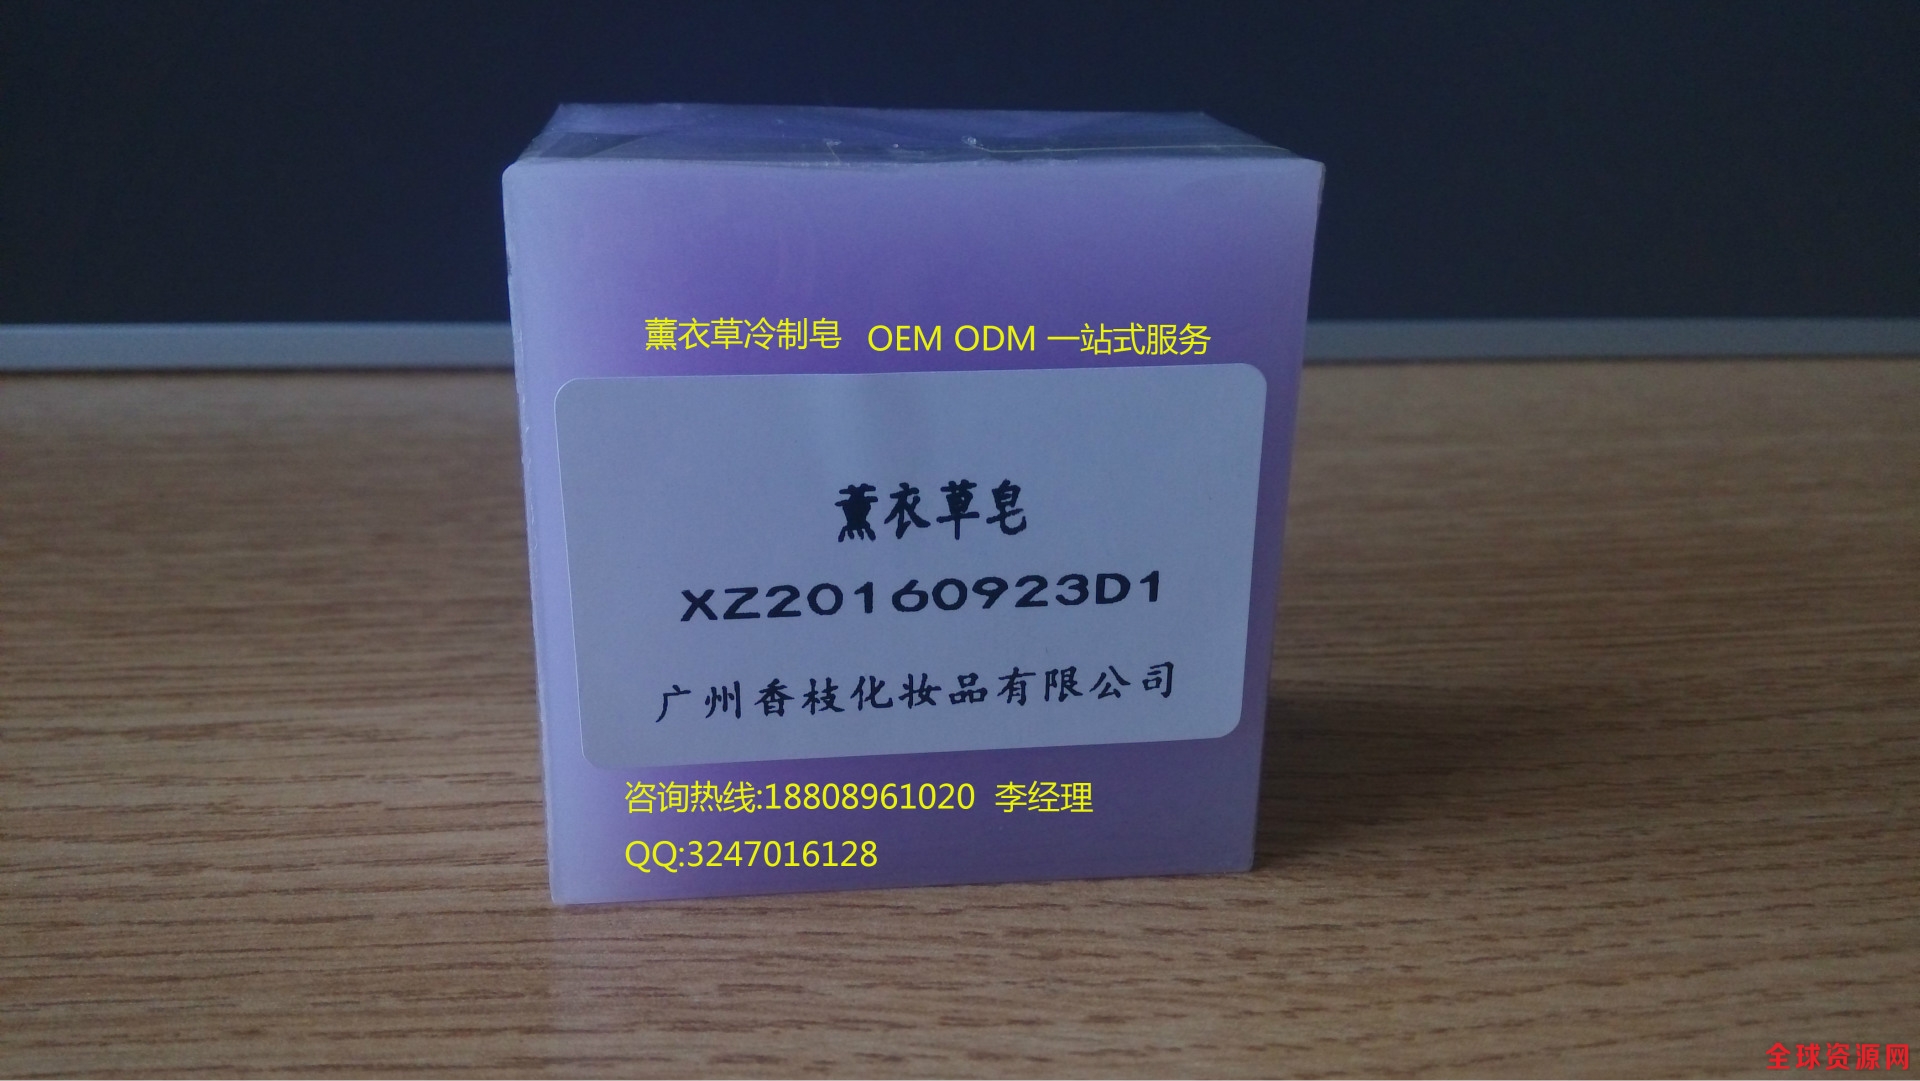 薰衣草冷制皂 OEM ODM 一站式服务
薰衣草皂
XZ20160923D1
广州香枝化妆品有限公司
咨询热线:18808961020 李经理
QQ:3247016128
全球资源网